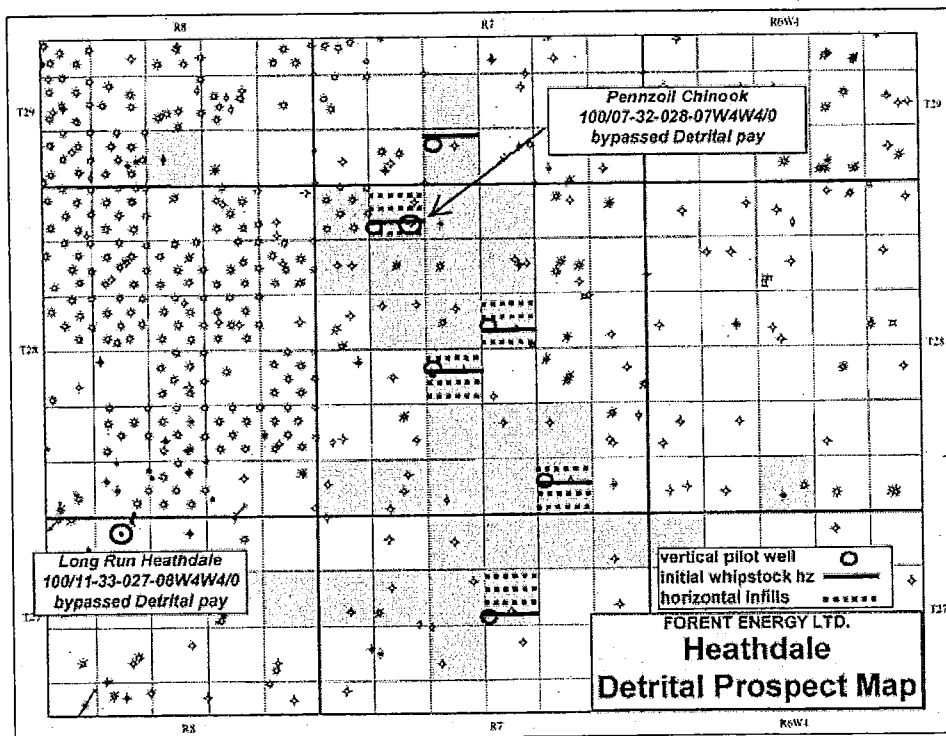 R8 R7 R6W4
T29 T29
Pennzoil Chinook
100/07-32-028-07W4W4/0
bypassed Detrital pay
T28 T28
Long Run Heathdale
100/11-33-027-08W4W4/0
bypassed Detrital pay
vertical pilot well
initial whipstock hz
horizontal infills
T27 T27
FORENT ENERGY LTD.
Heathdale
Detrital Prospect Map
R8 R7 R6W4